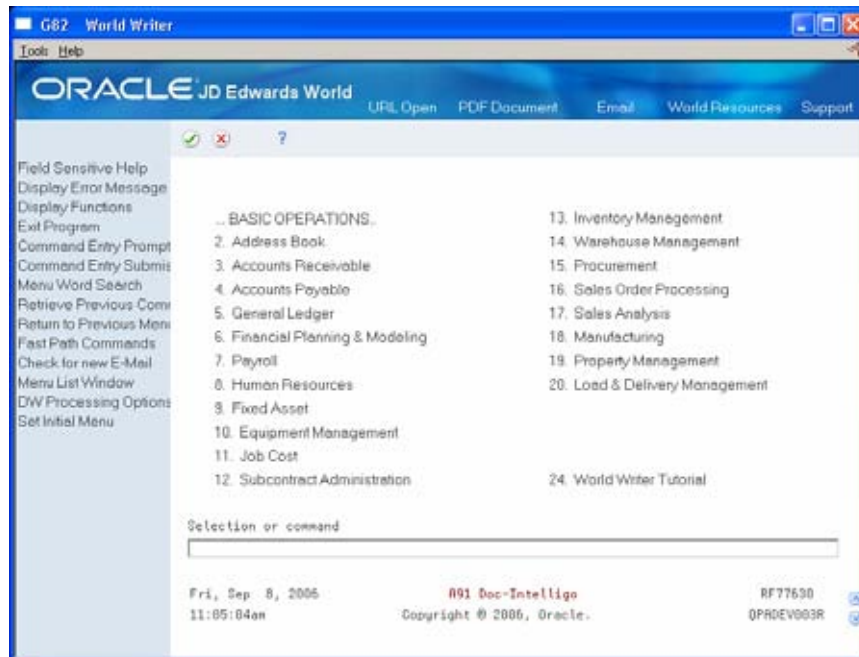 G82 World Writer
Tools Help
ORACLE JD Edwards World
URL Open PDF Document Email World Resources Support
?
Field Sensitive Help
Display Error Message
Display Functions
Exit Program
Command Entry Prompt
Command Entry Submis
Menu Word Search
Retrieve Previous Com
Return to Previous Men
Fast Path Commands
Check for new E-Mail
Menu List Window
DW Processing Options
Set Initial Menu
.. BASIC OPERATIONS..
2. Address Book
3. Accounts Receivable
4. Accounts Payable
5. General Ledger
6. Financial Planning & Modeling
7. Payroll
8. Human Resources
9. Fixed Asset
10. Equipment Management
11. Job Cost
12. Subcontract Administration
13. Inventory Management
14. Warehouse Management
15. Procurement
16. Sales Order Processing
17. Sales Analysis
18. Manufacturing
19. Property Management
20. Load & Delivery Management
24. World Writer Tutorial
Selection or command
Fri, Sep 8, 2006 A91 Doc-Intelligo RF77630
11:05:04am Copyright © 2006, Oracle. QPADEV003R